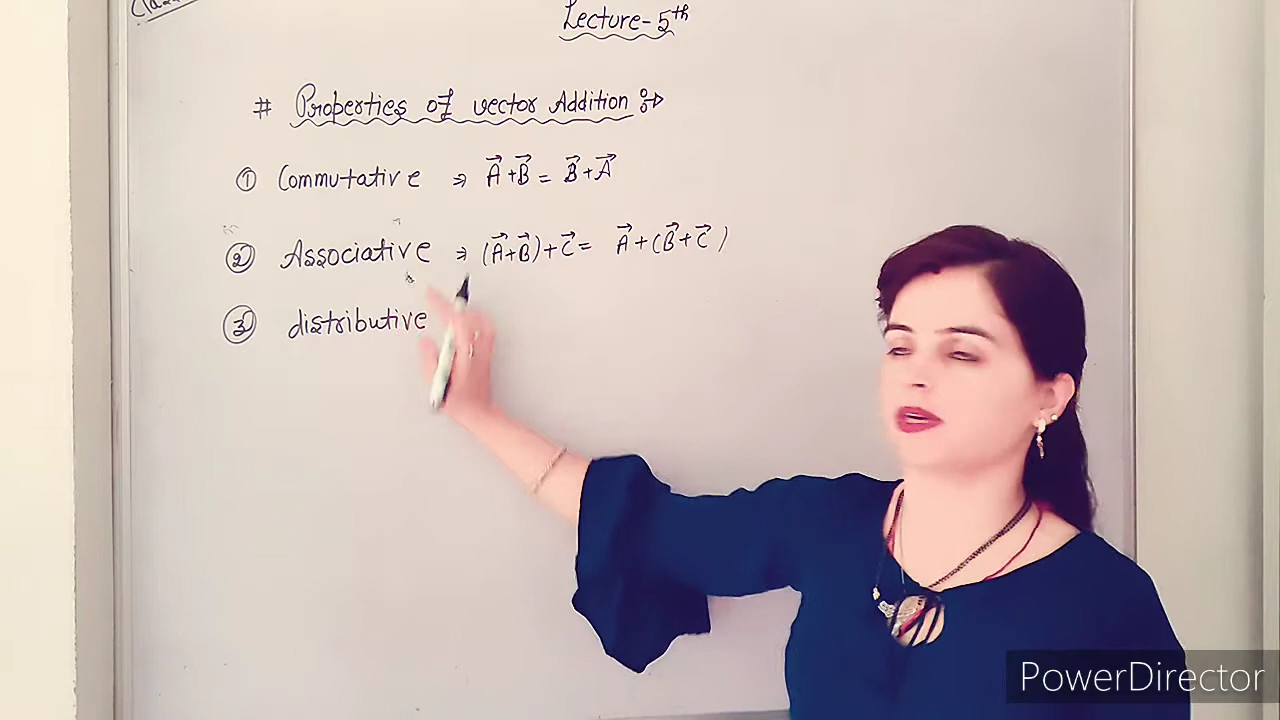 Lecture-5th
# Properties of vector Addition :-
① Commutative ⇒ A⃗+B⃗ = B⃗+A⃗
② Associative ⇒ (A⃗+B⃗)+C⃗ = A⃗+(B⃗+C⃗)
③ distributive
PowerDirector